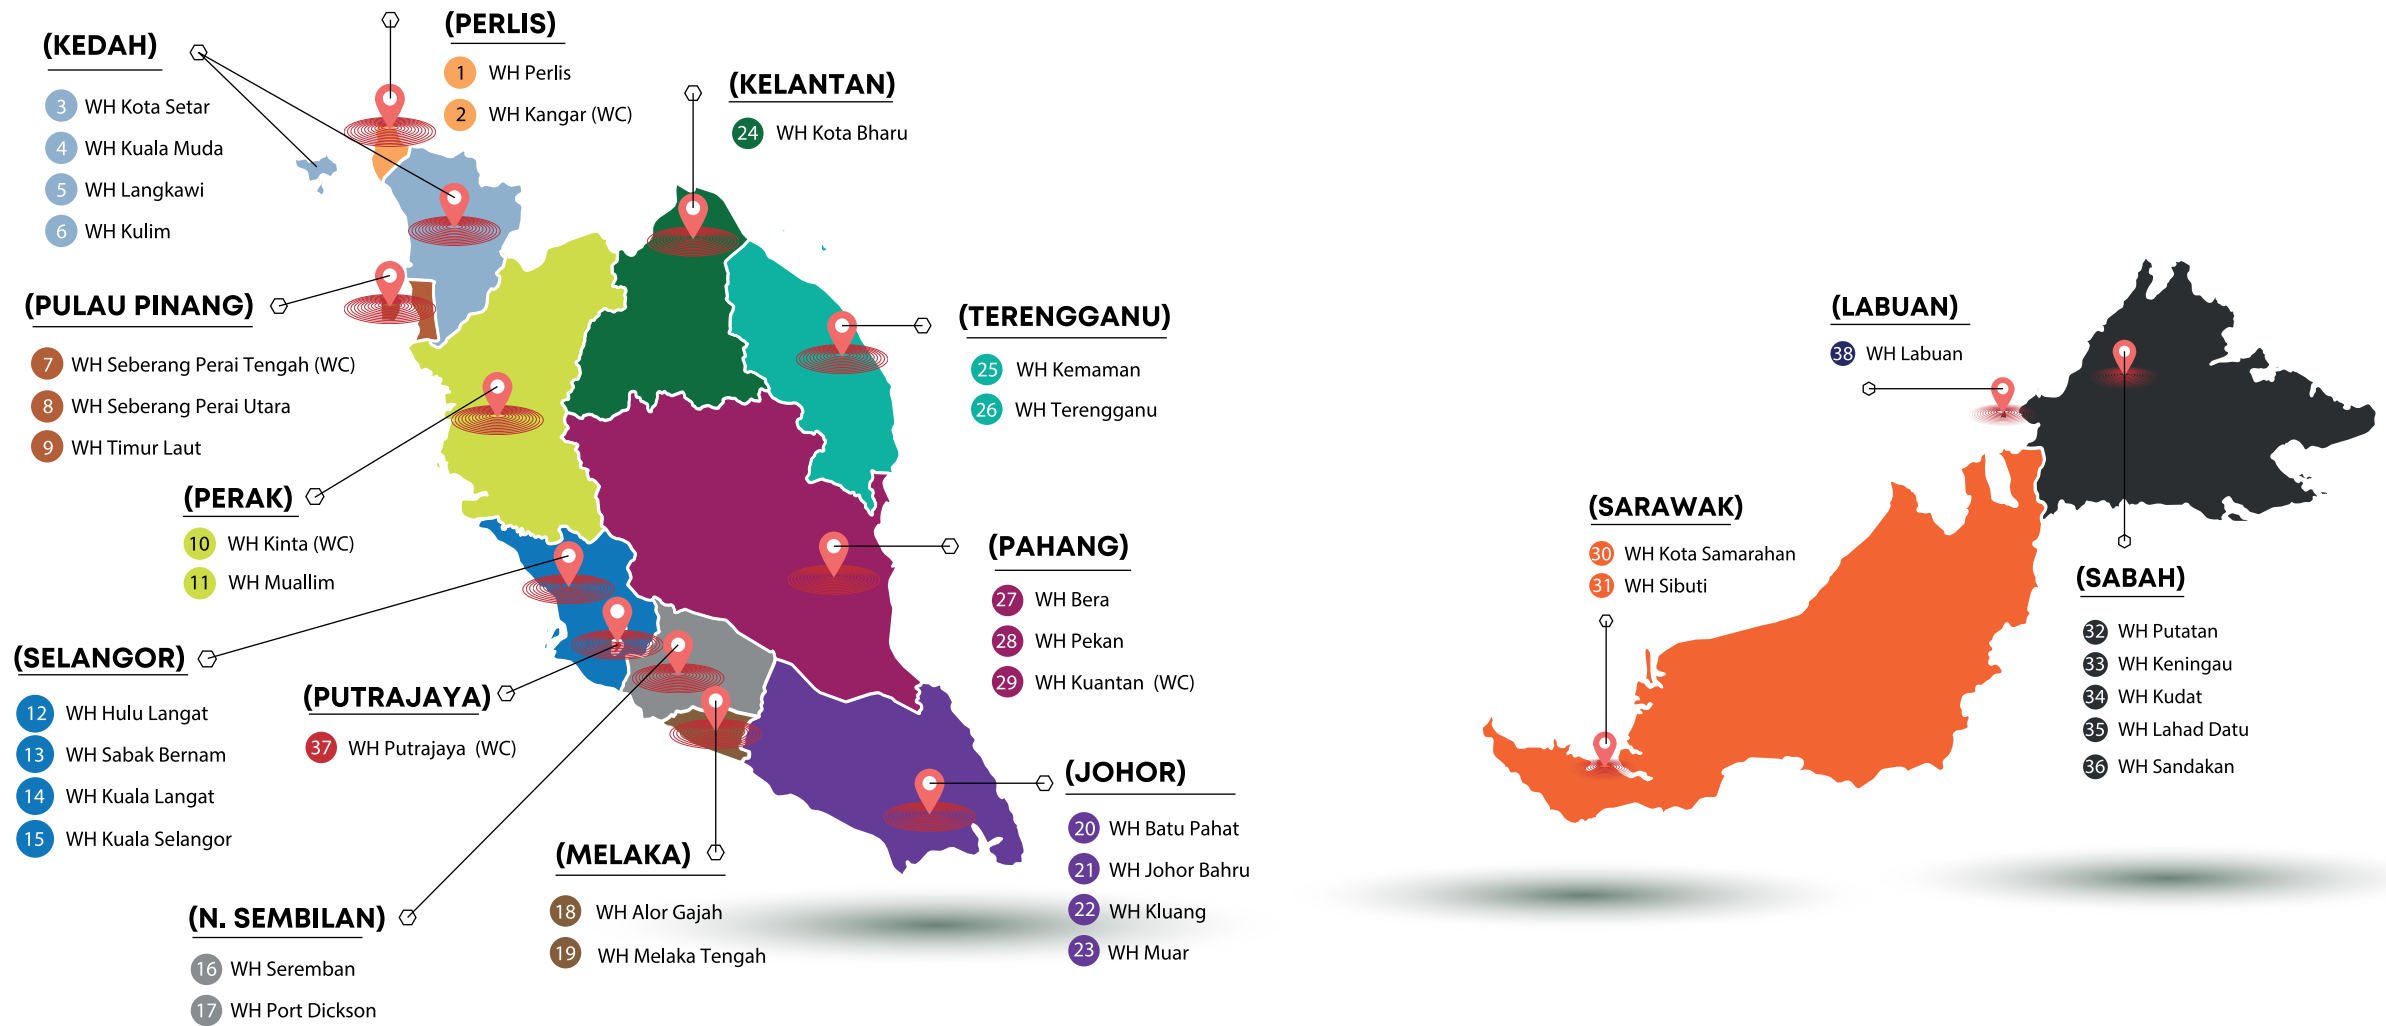 (PERLIS)
1 WH Perlis
2 WH Kangar (WC)
(KEDAH)
3 WH Kota Setar
4 WH Kuala Muda
5 WH Langkawi
6 WH Kulim
(PULAU PINANG)
7 WH Seberang Perai Tengah (WC)
8 WH Seberang Perai Utara
9 WH Timur Laut
(PERAK)
10 WH Kinta (WC)
11 WH Muallim
(SELANGOR)
12 WH Hulu Langat
13 WH Sabak Bernam
14 WH Kuala Langat
15 WH Kuala Selangor
(PUTRAJAYA)
37 WH Putrajaya (WC)
(N. SEMBILAN)
16 WH Seremban
17 WH Port Dickson
(MELAKA)
18 WH Alor Gajah
19 WH Melaka Tengah
(JOHOR)
20 WH Batu Pahat
21 WH Johor Bahru
22 WH Kluang
23 WH Muar
(KELANTAN)
24 WH Kota Bharu
(TERENGGANU)
25 WH Kemaman
26 WH Terengganu
(PAHANG)
27 WH Bera
28 WH Pekan
29 WH Kuantan (WC)
(SARAWAK)
30 WH Kota Samarahan
31 WH Sibuti
(LABUAN)
38 WH Labuan
(SABAH)
32 WH Putatan
33 WH Keningau
34 WH Kudat
35 WH Lahad Datu
36 WH Sandakan